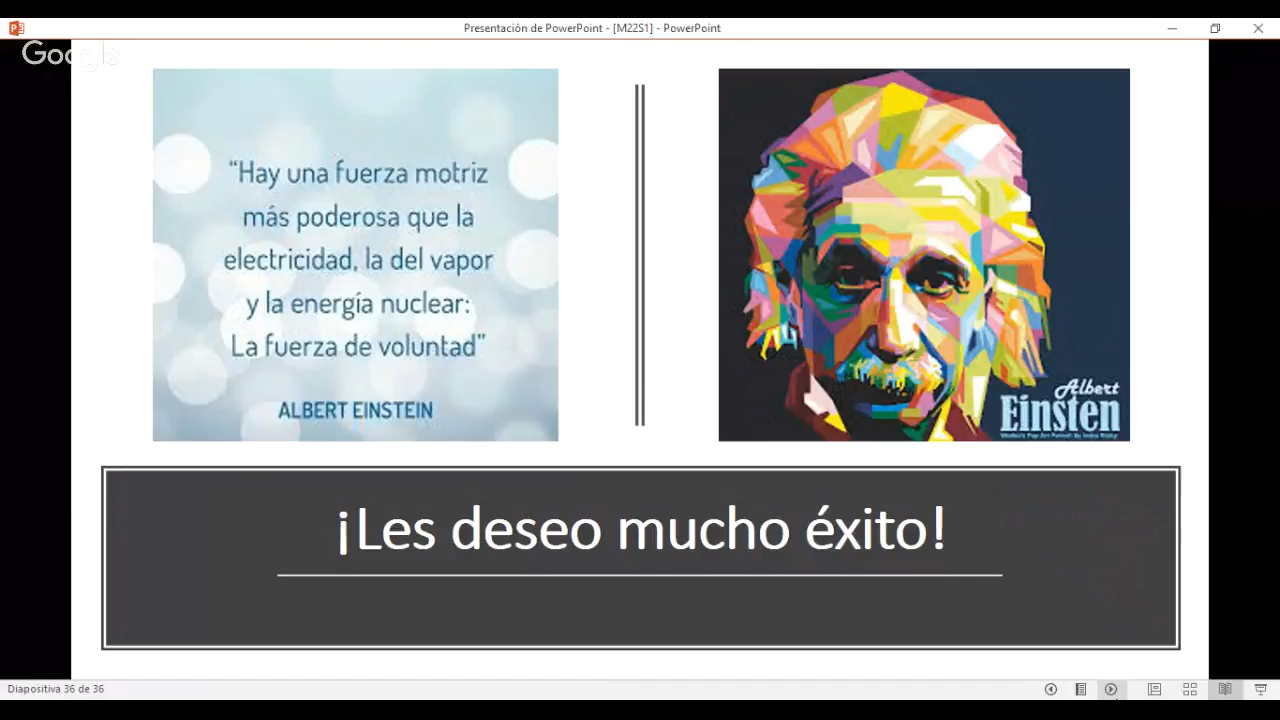 Presentación de PowerPoint - [M22S1] - PowerPoint
Google
“Hay una fuerza motriz
más poderosa que la
electricidad, la del vapor
y la energía nuclear:
La fuerza de voluntad”
ALBERT EINSTEIN
Albert
Einsten
¡Les deseo mucho éxito!
Diapositiva 36 de 36